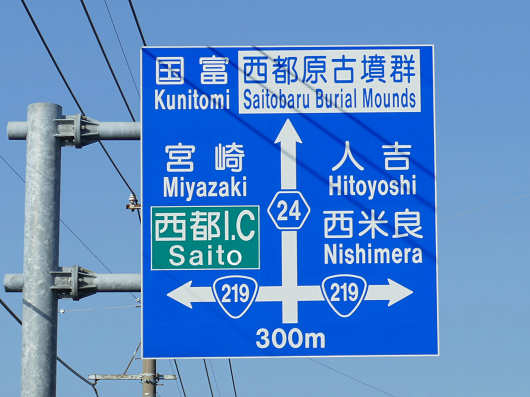 国富
Kunitomi
西都原古墳群
Saitobaru Burial Mounds
宮崎
Miyazaki
人吉
Hitoyoshi
24
西都I.C
Saito
西米良
Nishimera
219
219
300m